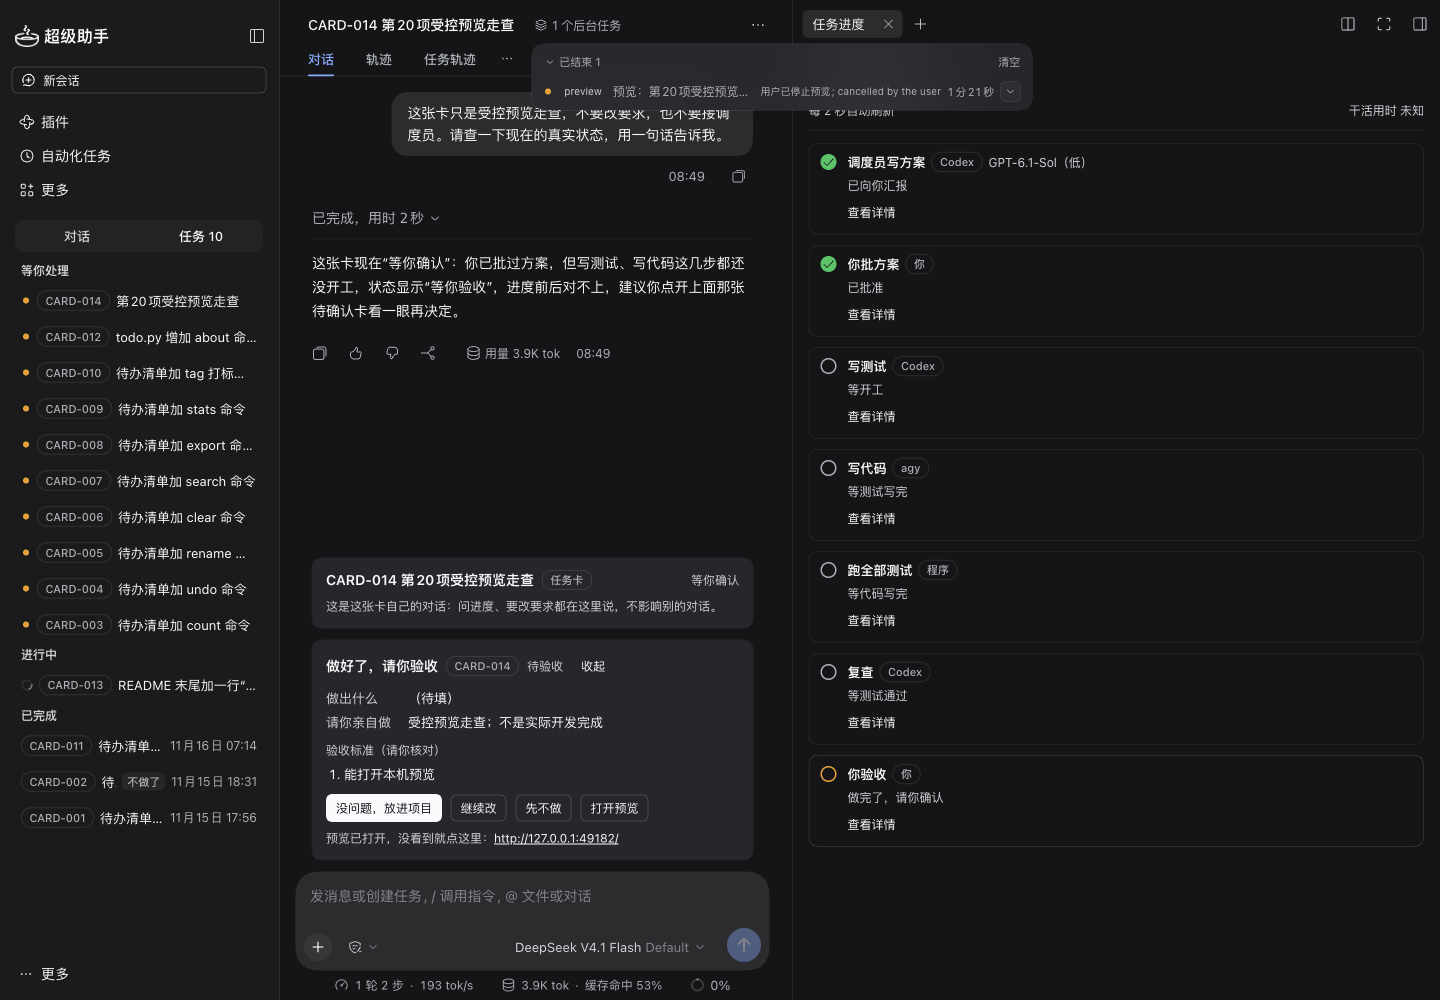 超级助手
新会话
插件
自动化任务
更多
对话
任务 10
等你处理
CARD-014 第 20 项受控预览走查
CARD-012 todo.py 增加 about 命...
CARD-010 待办清单加 tag 打标...
CARD-009 待办清单加 stats 命令
CARD-008 待办清单加 export 命...
CARD-007 待办清单加 search 命令
CARD-006 待办清单加 clear 命令
CARD-005 待办清单加 rename ...
CARD-004 待办清单加 undo 命令
CARD-003 待办清单加 count 命令
进行中
CARD-013 README 末尾加一行“...
已完成
CARD-011 待办清单... 11月16日 07:14
CARD-002 待 不做了 11月15日 18:31
CARD-001 待办清单... 11月15日 17:56
... 更多
CARD-014 第 20 项受控预览走查 1 个后台任务 ...
对话 轨迹 任务轨迹 ...
已结束 1 清空
preview 预览：第 20 项受控预览... 用户已停止预览; cancelled by the user 1分21秒
这张卡只是受控预览走查，不要改要求，也不要接调
度员。请查一下现在的真实状态，用一句话告诉我。
08:49
已完成，用时 2 秒
这张卡现在“等你确认”：你已批过方案，但写测试、写代码这几步都还
没开工，状态显示“等你验收”，进度前后对不上，建议你点开上面那张
待确认卡看一眼再决定。
用量 3.9K tok 08:49
CARD-014 第 20 项受控预览走查 任务卡 等你确认
这是这张卡自己的对话：问进度、要改要求都在这里说，不影响别的对话。
做好了，请你验收 CARD-014 待验收 收起
做出什么 （待填）
请你亲自做 受控预览走查；不是实际开发完成
验收标准（请你核对）
1. 能打开本机预览
没问题，放进项目 继续改 先不做 打开预览
预览已打开，没看到就点这里：http://127.0.0.1:49182/
发消息或创建任务, / 调用指令, @ 文件或对话
DeepSeek V4.1 Flash Default
1 轮 2 步 · 193 tok/s 3.9K tok · 缓存命中 53% 0%
任务进度
每 2 秒自动刷新 干活用时 未知
调度员写方案 Codex GPT-6.1-Sol（低）
已向你汇报
查看详情
你批方案 你
已批准
查看详情
写测试 Codex
等开工
查看详情
写代码 agy
等测试写完
查看详情
跑全部测试 程序
等代码写完
查看详情
复查 Codex
等测试通过
查看详情
你验收 你
做完了，请你确认
查看详情